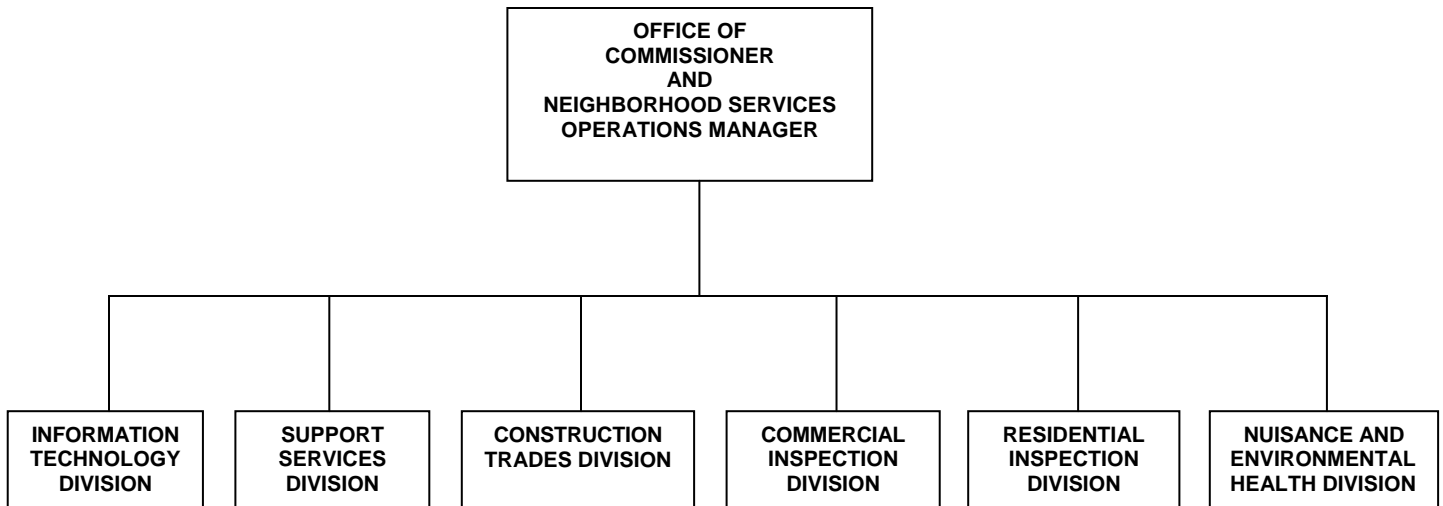 OFFICE OF
COMMISSIONER
AND
NEIGHBORHOOD SERVICES
OPERATIONS MANAGER
INFORMATION
TECHNOLOGY
DIVISION
SUPPORT
SERVICES
DIVISION
CONSTRUCTION
TRADES DIVISION
COMMERCIAL
INSPECTION
DIVISION
RESIDENTIAL
INSPECTION
DIVISION
NUISANCE AND
ENVIRONMENTAL
HEALTH DIVISION